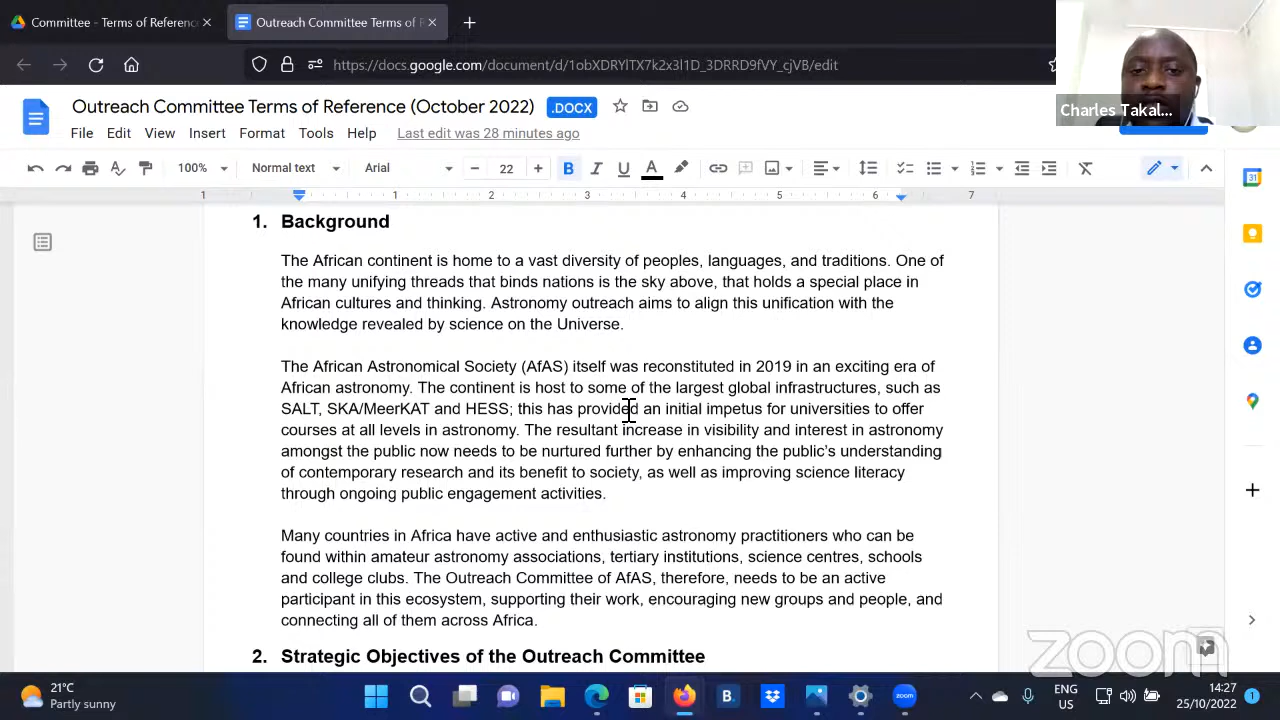 Committee - Terms of Reference
Outreach Committee Terms of R
https://docs.google.com/document/d/1obXDRYlTX7k2x3l1D_3DRRD9fVY_cjVB/edit
Charles Takal...
Outreach Committee Terms of Reference (October 2022)
.DOCX
File Edit View Insert Format Tools Help
Last edit was 28 minutes ago
100% Normal text Arial 22 B I U A
1 1 2 3 4 5 6 7
31
1. Background
The African continent is home to a vast diversity of peoples, languages, and traditions. One of
the many unifying threads that binds nations is the sky above, that holds a special place in
African cultures and thinking. Astronomy outreach aims to align this unification with the
knowledge revealed by science on the Universe.
The African Astronomical Society (AfAS) itself was reconstituted in 2019 in an exciting era of
African astronomy. The continent is host to some of the largest global infrastructures, such as
SALT, SKA/MeerKAT and HESS; this has provided an initial impetus for universities to offer
courses at all levels in astronomy. The resultant increase in visibility and interest in astronomy
amongst the public now needs to be nurtured further by enhancing the public's understanding
of contemporary research and its benefit to society, as well as improving science literacy
through ongoing public engagement activities.
Many countries in Africa have active and enthusiastic astronomy practitioners who can be
found within amateur astronomy associations, tertiary institutions, science centres, schools
and college clubs. The Outreach Committee of AfAS, therefore, needs to be an active
participant in this ecosystem, supporting their work, encouraging new groups and people, and
connecting all of them across Africa.
2. Strategic Objectives of the Outreach Committee
zoom
21°C
Partly sunny
B.
zoom
ENG
US
14:27
25/10/2022
1